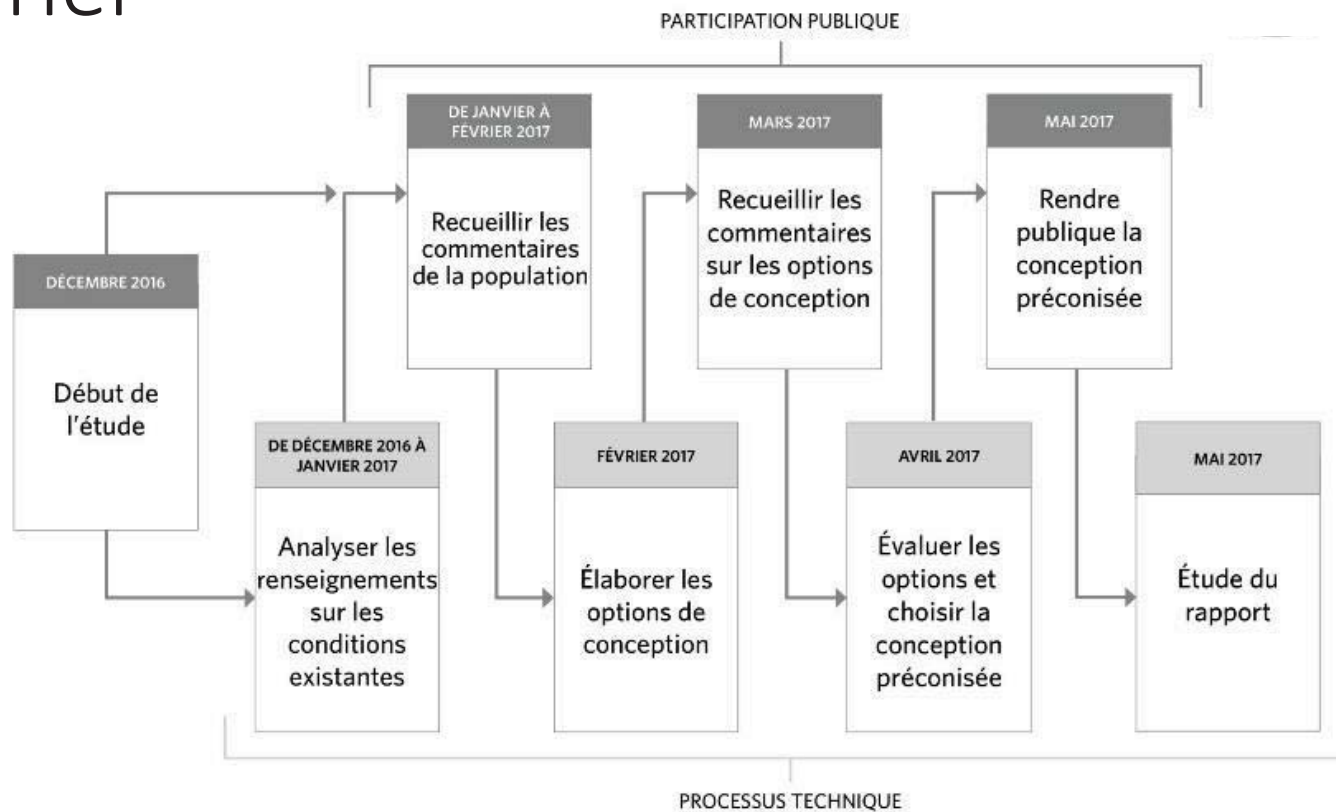 PARTICIPATION PUBLIQUE
DÉCEMBRE 2016
Début de
l'étude
DE DÉCEMBRE 2016 À
JANVIER 2017
Analyser les
renseignements
sur les
conditions
existantes
DE JANVIER À
FÉVRIER 2017
Recueillir les
commentaires
de la population
FÉVRIER 2017
Élaborer les
options de
conception
MARS 2017
Recueillir les
commentaires
sur les options
de conception
AVRIL 2017
Évaluer les
options et
choisir la
conception
préconisée
MAI 2017
Rendre
publique la
conception
préconisée
MAI 2017
Étude du
rapport
PROCESSUS TECHNIQUE